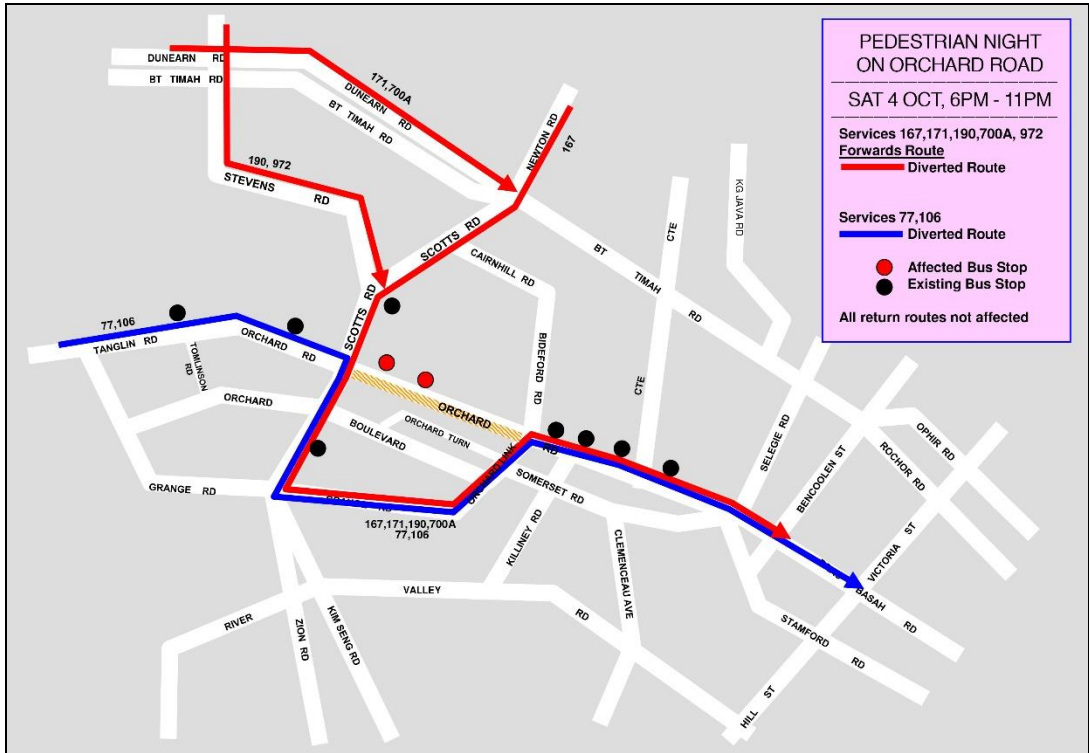 PEDESTRIAN NIGHT
ON ORCHARD ROAD
SAT 4 OCT, 6PM - 11PM
Services 167,171,190,700A, 972
Forwards Route
Diverted Route
Services 77,106
Diverted Route
Affected Bus Stop
Existing Bus Stop
All return routes not affected
DUNEARN RD
BT TIMAH RD
171,700A
DUNEARN RD
BT TIMAH RD
NEWTON RD
167
190, 972
STEVENS RD
SCOTTS RD
CAIRNHILL RD
KG JAVA RD
CTE
BT TIMAH RD
SCOTTS RD
77,106
TANGLIN RD
ORCHARD RD
TOMLINSON RD
BIDEFORD RD
CTE
ORCHARD BOULEVARD
ORCHARD RD
ORCHARD TURN
SELEGIE RD
BENCOOLEN ST
ROCHOR RD
OPHIR RD
GRANGE RD
SOMERSET RD
167,171,190,700A
77,106
KILLINEY RD
CLEMENCEAU AVE
VICTORIA ST
BASAH RD
RIVER VALLEY RD
ZION RD
KIM SENG RD
STAMFORD RD
HILL ST